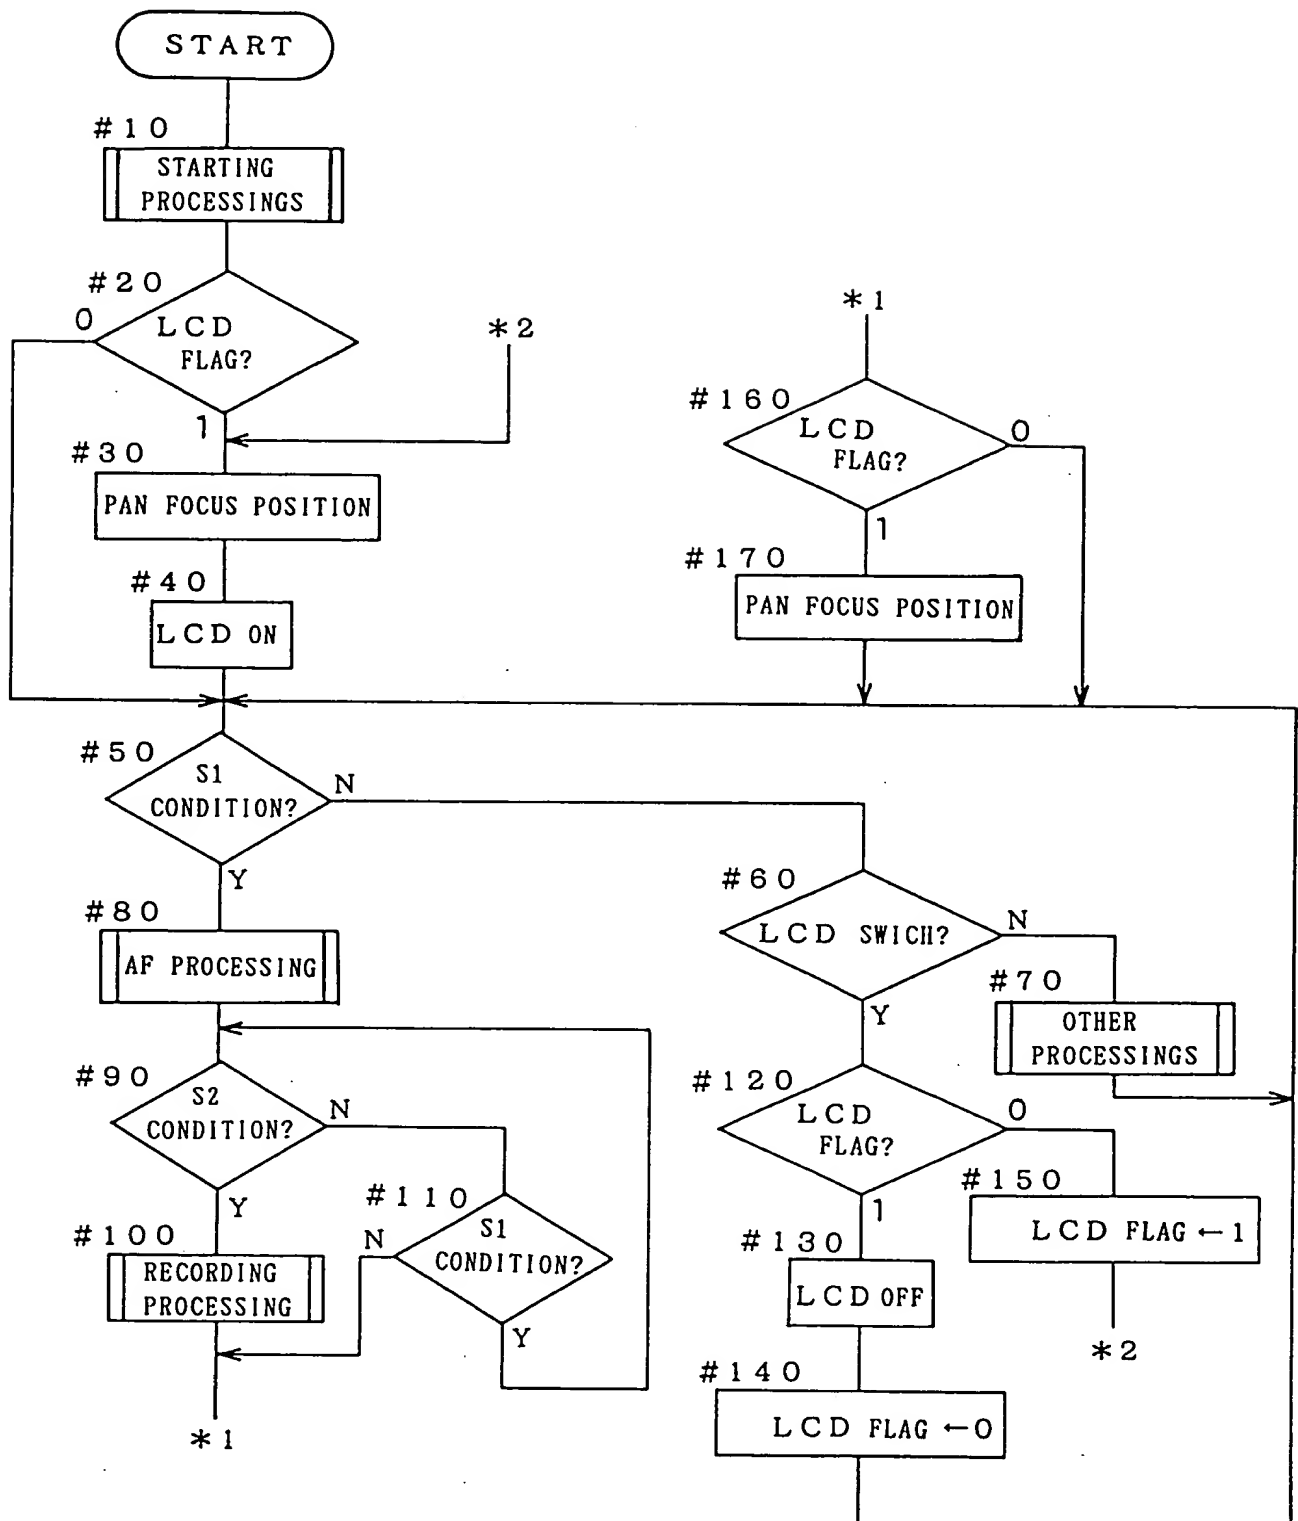 START
#10
STARTING
PROCESSINGS
#20
0
LCD
FLAG?
1
*2
#30
PAN FOCUS POSITION
#40
LCD ON
*1
#160
LCD
FLAG?
0
1
#170
PAN FOCUS POSITION
#50
S1
CONDITION?
N
Y
#60
LCD SWICH?
N
Y
#70
OTHER
PROCESSINGS
#80
AF PROCESSING
#90
S2
CONDITION?
N
Y
#100
RECORDING
PROCESSING
#110
S1
CONDITION?
N
Y
*1
#120
LCD
FLAG?
0
1
#150
LCD FLAG ← 1
*2
#130
LCD OFF
#140
LCD FLAG ← 0